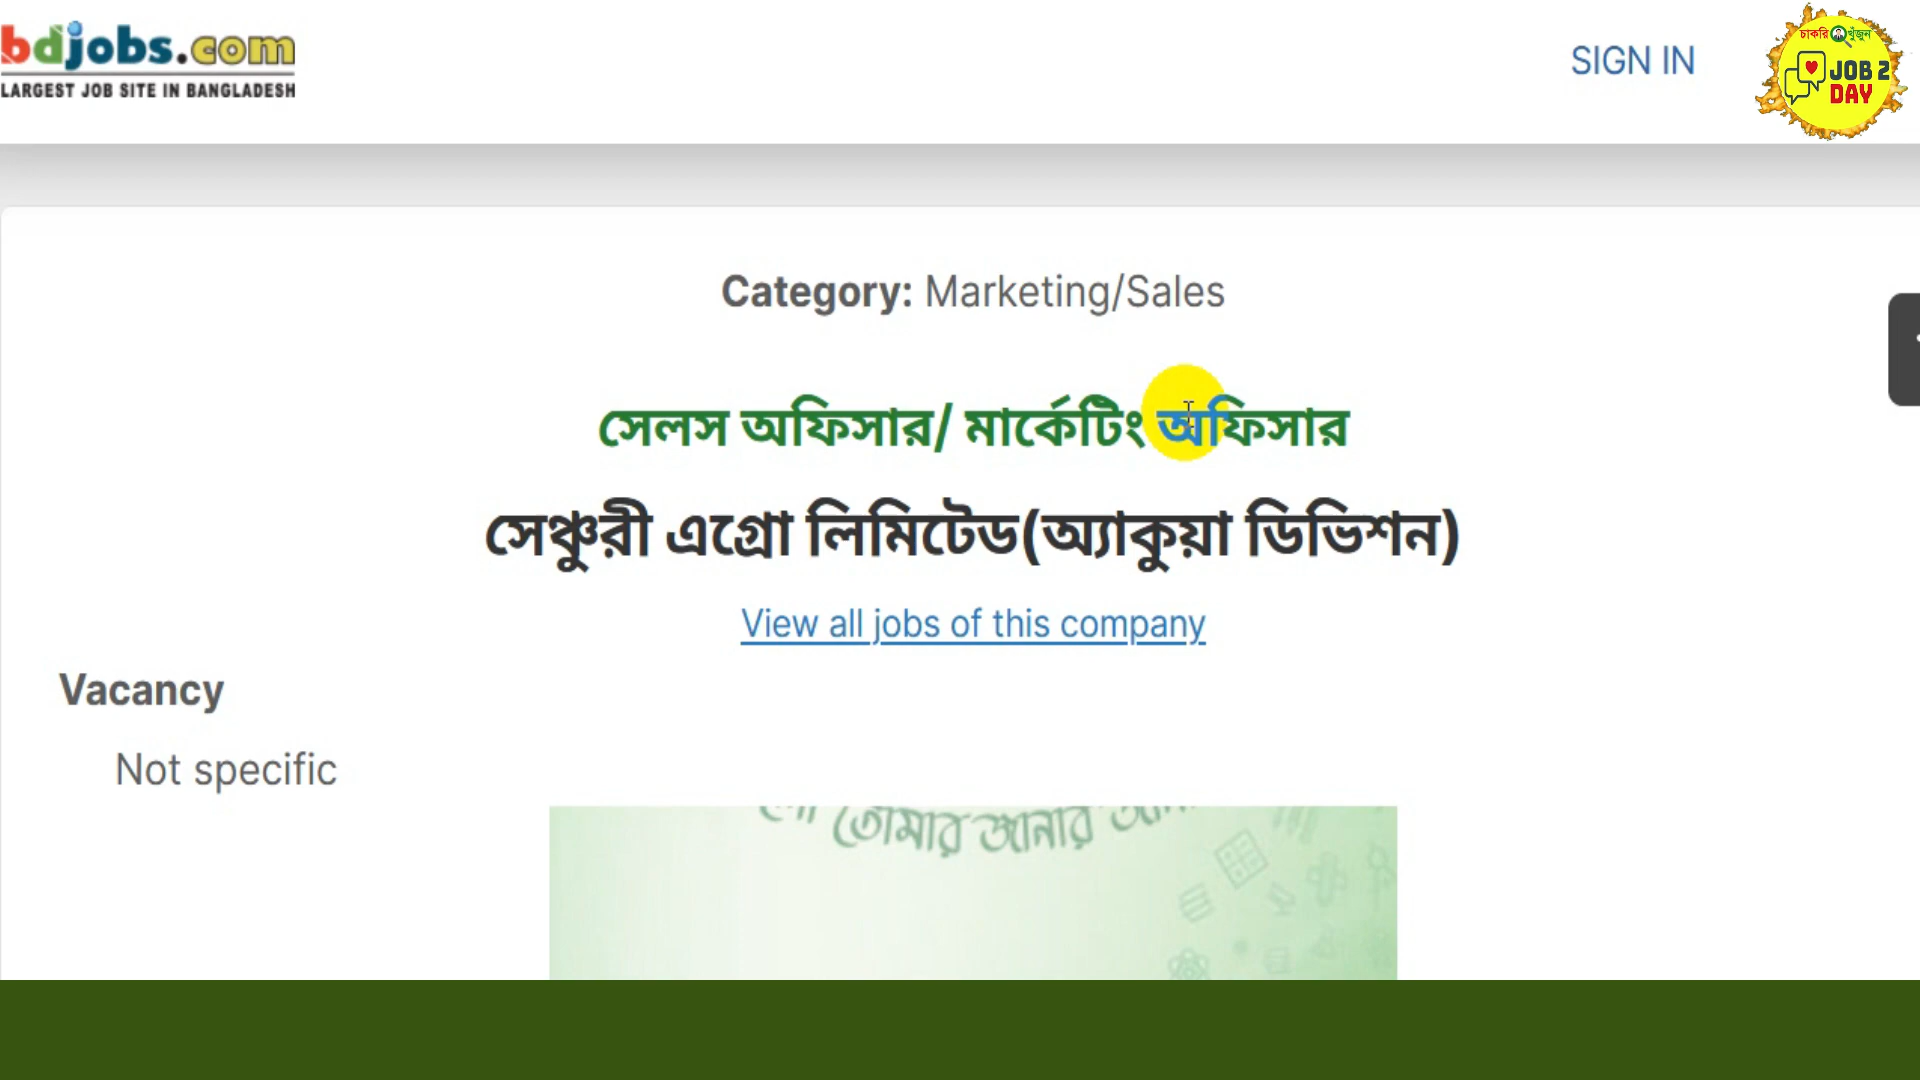 bdjobs.com
LARGEST JOB SITE IN BANGLADESH
SIGN IN
চাকরি খুঁজুন
JOB 2
DAY
Category: Marketing/Sales
সেলস অফিসার/ মার্কেটিং অফিসার
সেঞ্চুরী এগ্রো লিমিটেড(অ্যাকুয়া ডিভিশন)
View all jobs of this company
Vacancy
Not specific
তোমার জানার